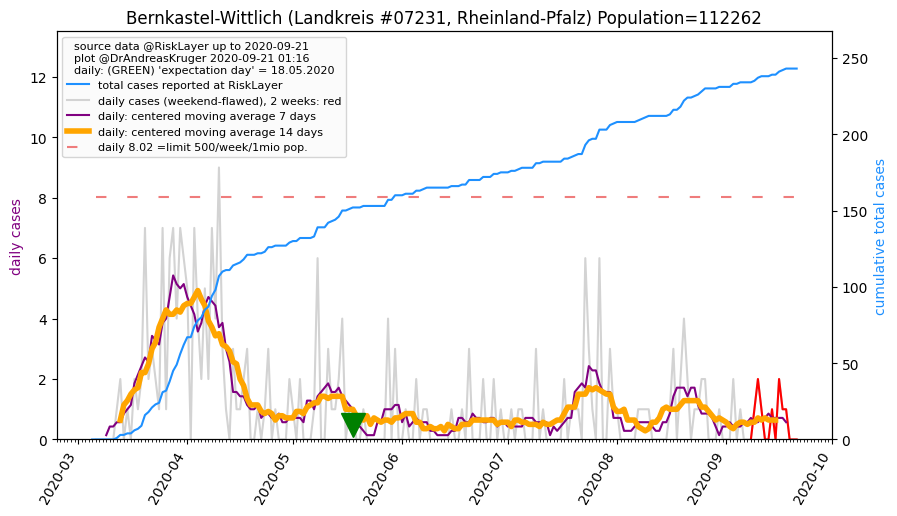 Bernkastel-Wittlich (Landkreis #07231, Rheinland-Pfalz) Population=112262
source data @RiskLayer up to 2020-09-21
plot @DrAndreasKruger 2020-09-21 01:16
daily: (GREEN) 'expectation day' = 18.05.2020
total cases reported at RiskLayer
daily cases (weekend-flawed), 2 weeks: red
daily: centered moving average 7 days
daily: centered moving average 14 days
daily 8.02 =limit 500/week/1mio pop.
daily cases
12
10
8
6
4
2
0
250
200
150
100
50
0
cumulative total cases
2020-03
2020-04
2020-05
2020-06
2020-07
2020-08
2020-09
2020-10